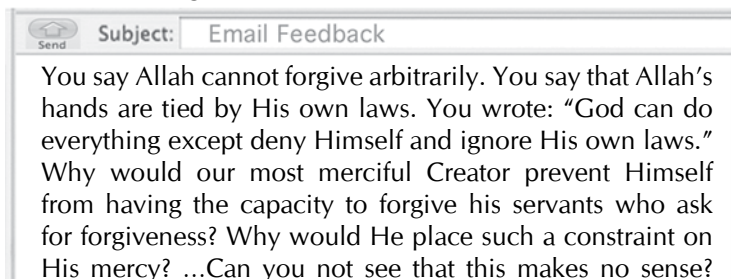 Send Subject: Email Feedback
You say Allah cannot forgive arbitrarily. You say that Allah’s
hands are tied by His own laws. You wrote: “God can do
everything except deny Himself and ignore His own laws.”
Why would our most merciful Creator prevent Himself
from having the capacity to forgive his servants who ask
for forgiveness? Why would He place such a constraint on
His mercy? ...Can you not see that this makes no sense?